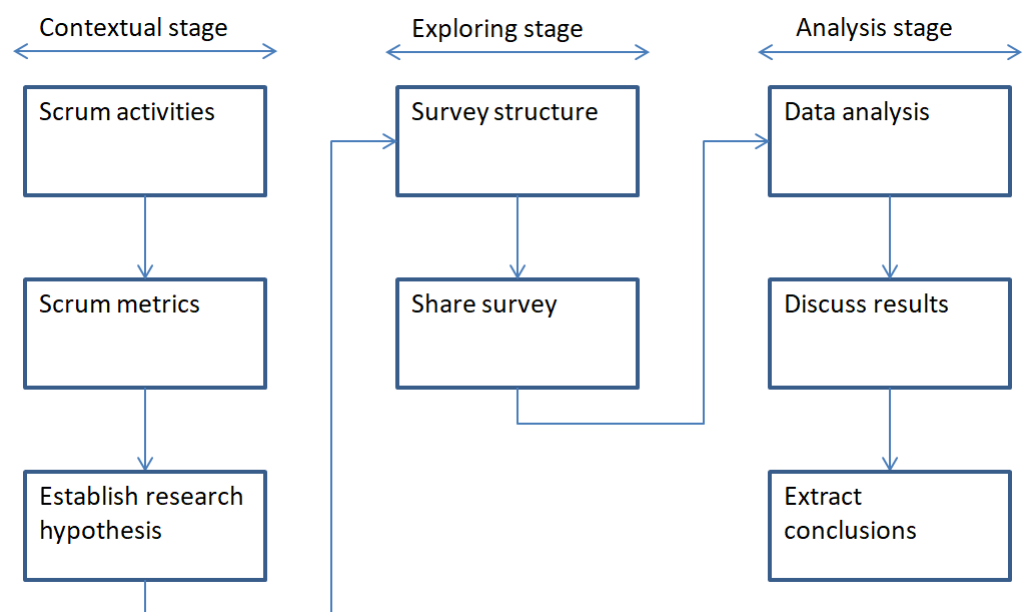 Contextual stage
Scrum activities
Scrum metrics
Establish research
hypothesis
Exploring stage
Survey structure
Share survey
Analysis stage
Data analysis
Discuss results
Extract
conclusions